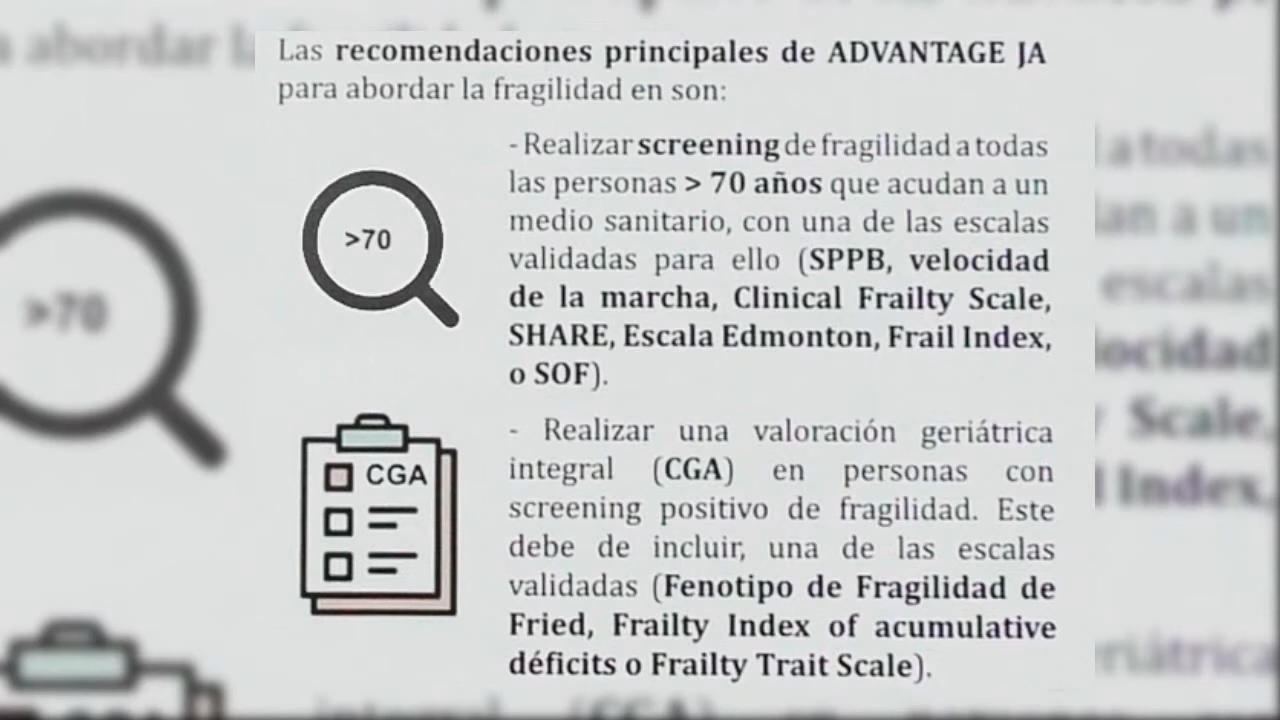 Las recomendaciones principales de ADVANTAGE JA
para abordar la fragilidad en son:
- Realizar screening de fragilidad a todas
las personas > 70 años que acudan a un
medio sanitario, con una de las escalas
validadas para ello (SPPB, velocidad
de la marcha, Clinical Frailty Scale,
SHARE, Escala Edmonton, Frail Index,
o SOF).
>70
- Realizar una valoración geriátrica
integral (CGA) en personas con
screening positivo de fragilidad. Este
debe de incluir, una de las escalas
validadas (Fenotipo de Fragilidad de
Fried, Frailty Index of acumulative
déficits o Frailty Trait Scale).
CGA